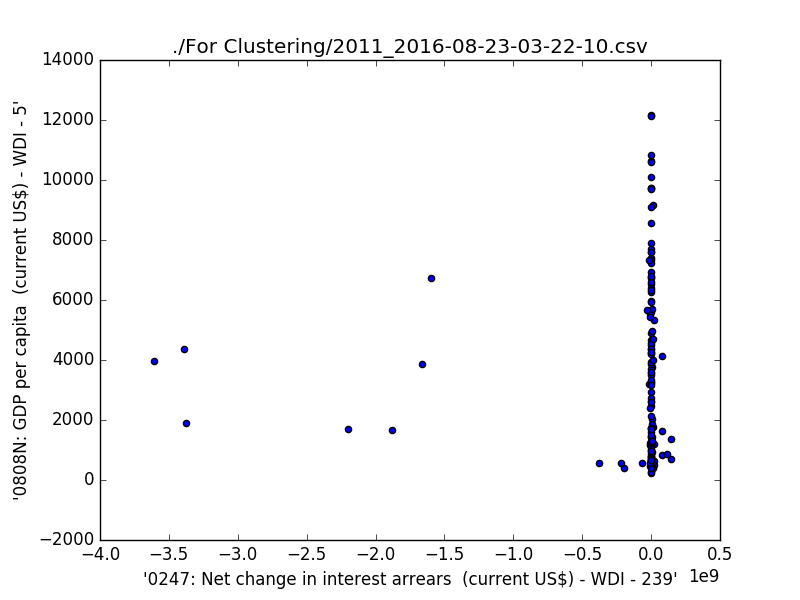 ./For Clustering/2011_2016-08-23-03-22-10.csv
14000
12000
10000
8000
6000
4000
2000
0
−2000
'0808N: GDP per capita  (current US$) - WDI - 5'
−4.0 −3.5 −3.0 −2.5 −2.0 −1.5 −1.0 −0.5 0.0 0.5
1e9
'0247: Net change in interest arrears  (current US$) - WDI - 239'